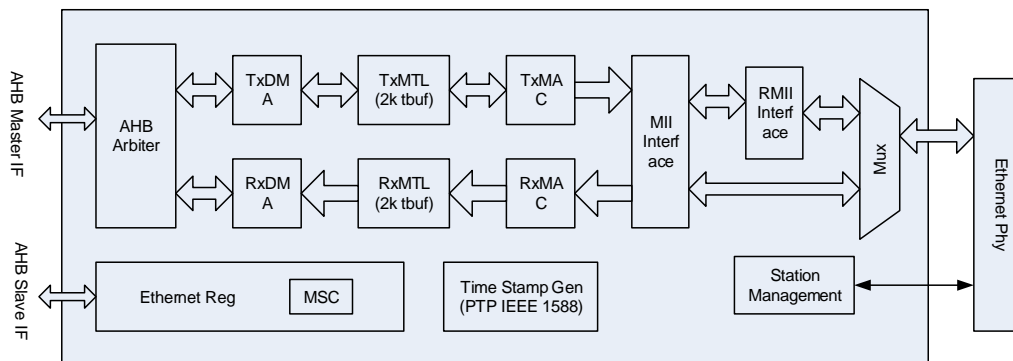 AHB Master IF
AHB Slave IF
AHB
Arbiter
TxDM
A
TxMTL
(2k tbuf)
TxMA
C
RxDM
A
RxMTL
(2k tbuf)
RxMA
C
MII
Interf
ace
RMII
Interf
ace
Mux
Ethernet Phy
Ethernet Reg
MSC
Time Stamp Gen
(PTP IEEE 1588)
Station
Management